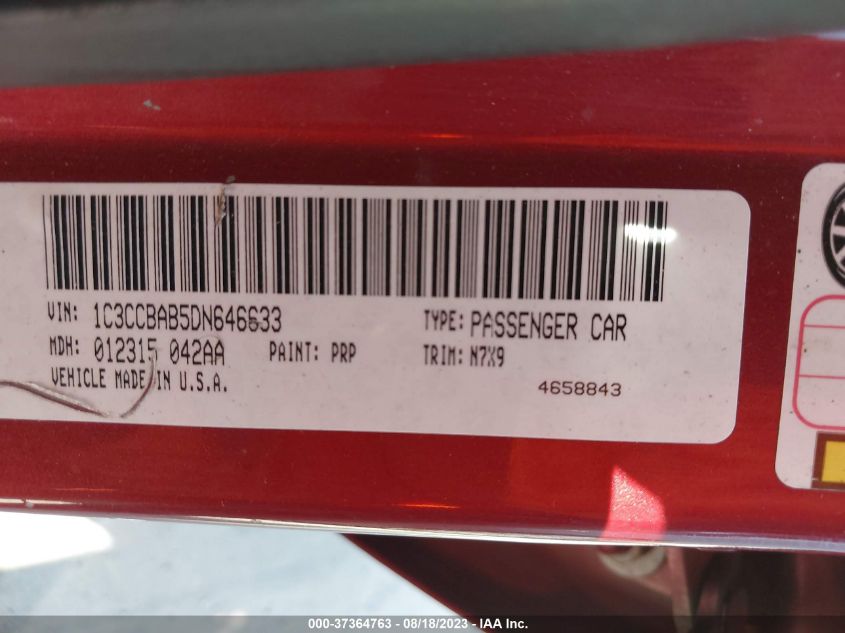 VIN: 1C3CCBAB5DN646633 TYPE: PASSENGER CAR
MDH: 012315 042AA PAINT: PRP TRIM: N7X9
VEHICLE MADE IN U.S.A. 4658843
000-37364763 - 08/18/2023 - IAA Inc.